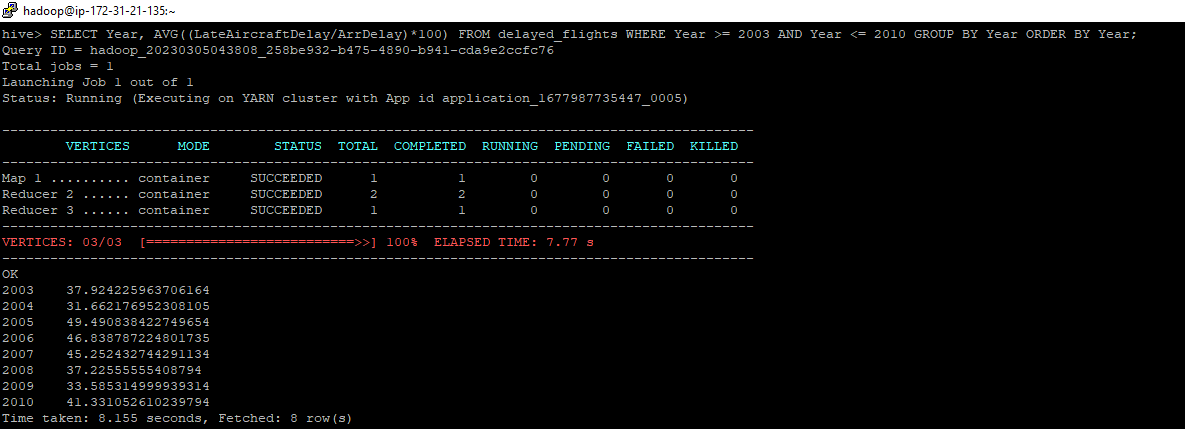 hadoop@ip-172-31-21-135:~
hive> SELECT Year, AVG((LateAircraftDelay/ArrDelay)*100) FROM delayed_flights WHERE Year >= 2003 AND Year <= 2010 GROUP BY Year ORDER BY Year;
Query ID = hadoop_20230305043808_258be932-b475-4890-b941-cda9e2ccfc76
Total jobs = 1
Launching Job 1 out of 1
Status: Running (Executing on YARN cluster with App id application_1677987735447_0005)
----------------------------------------------------------------------------------------------
VERTICES MODE STATUS TOTAL COMPLETED RUNNING PENDING FAILED KILLED
----------------------------------------------------------------------------------------------
Map 1 .......... container SUCCEEDED 1 1 0 0 0 0
Reducer 2 ...... container SUCCEEDED 2 2 0 0 0 0
Reducer 3 ...... container SUCCEEDED 1 1 0 0 0 0
----------------------------------------------------------------------------------------------
VERTICES: 03/03 [==========================>>] 100% ELAPSED TIME: 7.77 s
----------------------------------------------------------------------------------------------
OK
2003 37.924225963706164
2004 31.662176952308105
2005 49.490838422749654
2006 46.838787224801735
2007 45.252432744291134
2008 37.22555555408794
2009 33.585314999939314
2010 41.331052610239794
Time taken: 8.155 seconds, Fetched: 8 row(s)